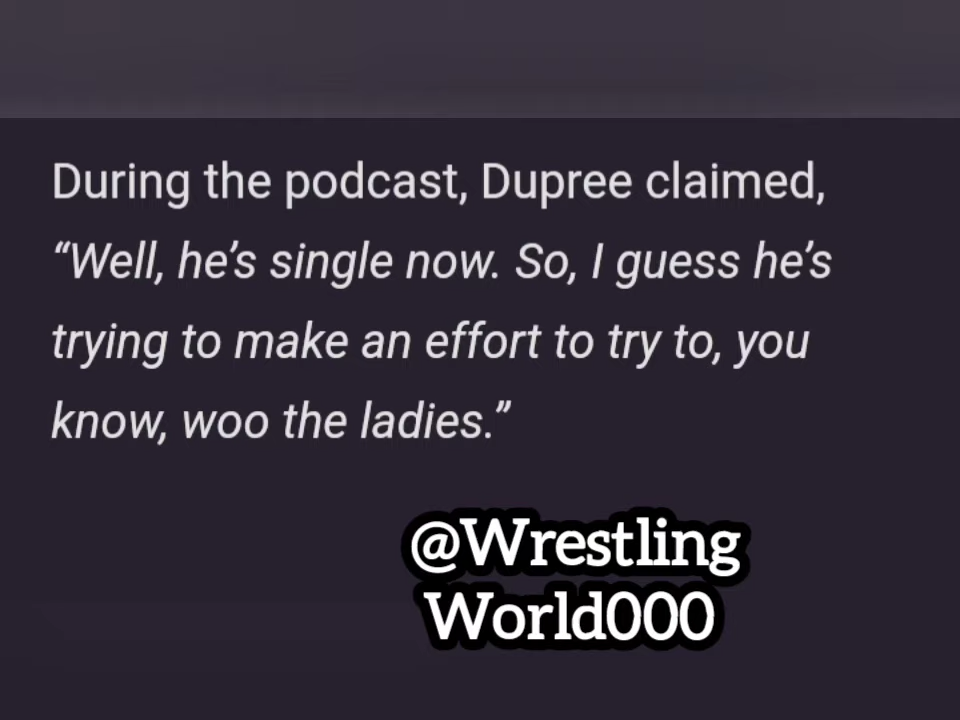 During the podcast, Dupree claimed,
“Well, he’s single now. So, I guess he’s
trying to make an effort to try to, you
know, woo the ladies.”
@Wrestling
World000